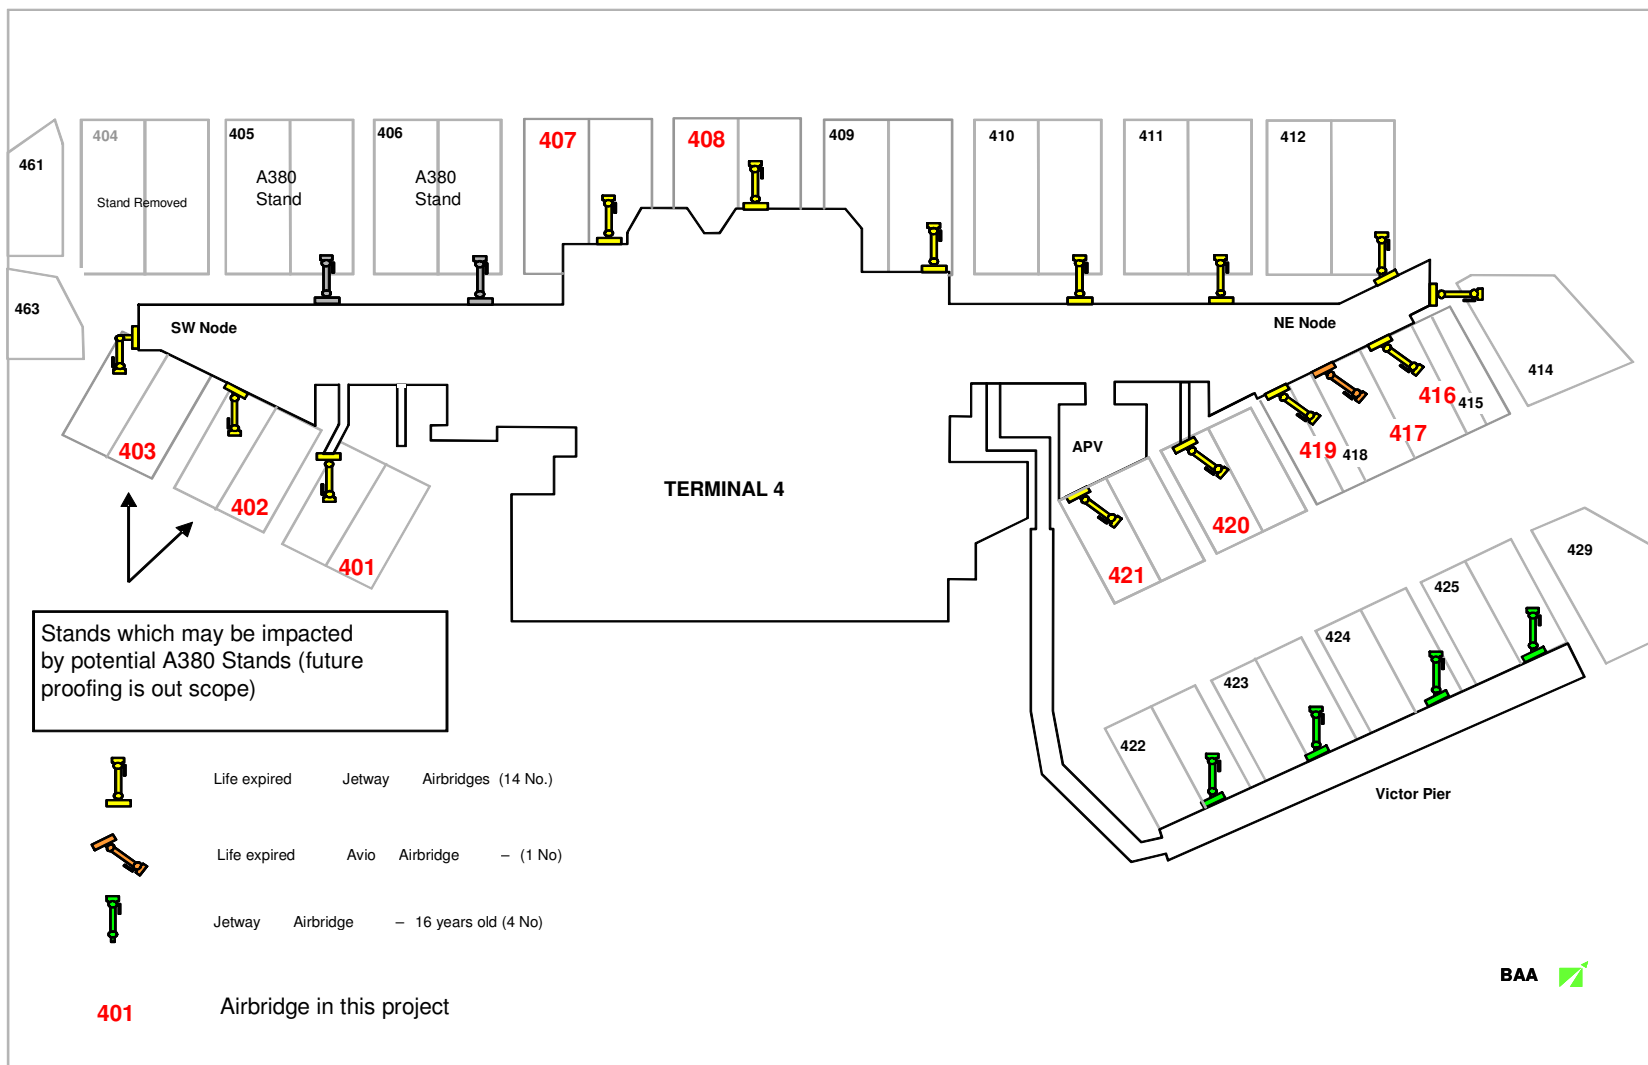 404
405
406
407
408
409
410
411
412
461
A380
Stand
A380
Stand
Stand Removed
463
SW Node
NE Node
414
416
415
417
403
419
418
APV
402
TERMINAL 4
420
401
421
429
425
424
423
422
Stands which may be impacted
by potential A380 Stands (future
proofing is out scope)
Life expired Jetway Airbridges (14 No.)
Victor Pier
Life expired Avio Airbridge – (1 No)
Jetway Airbridge – 16 years old (4 No)
BAA
401 Airbridge in this project